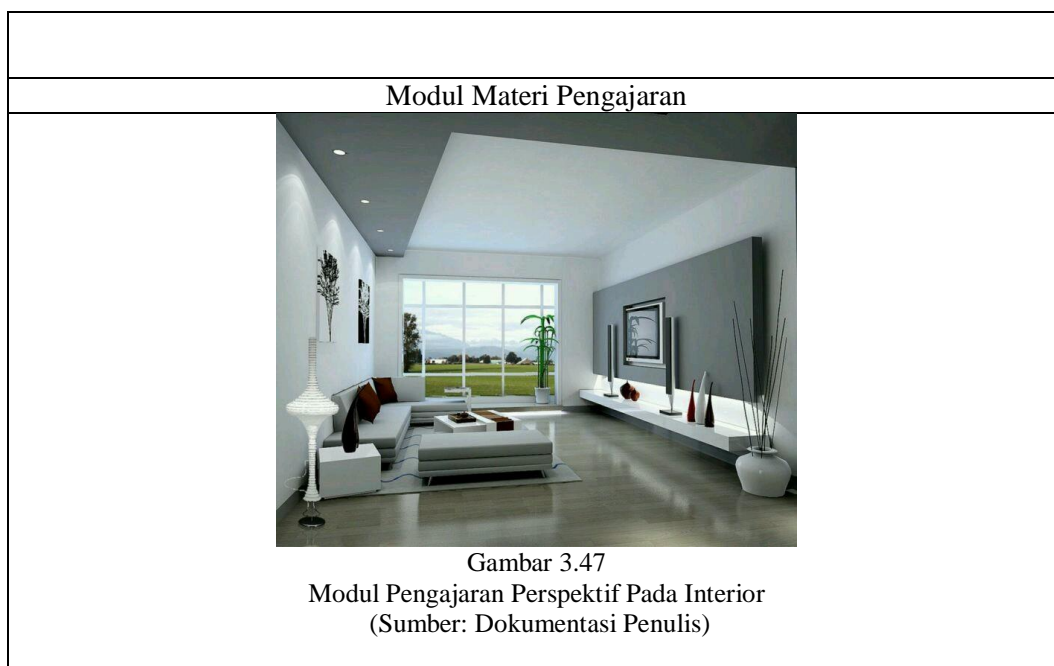 Modul Materi Pengajaran
Gambar 3.47
Modul Pengajaran Perspektif Pada Interior
(Sumber: Dokumentasi Penulis)